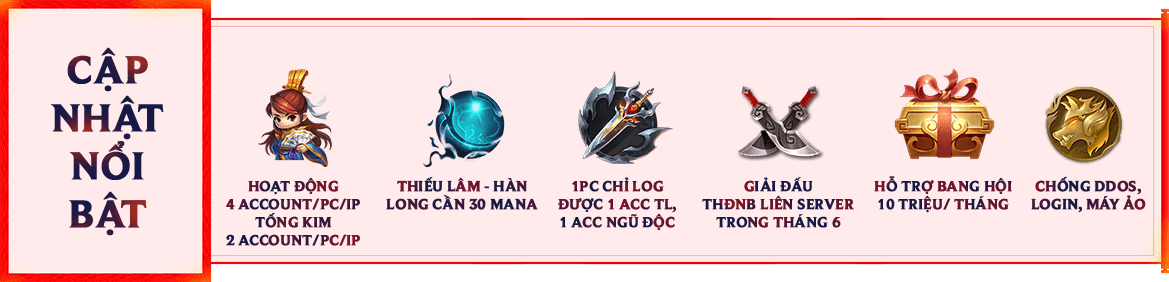 CẬP
NHẬT
NỔI
BẬT
HOẠT ĐỘNG
4 ACCOUNT/PC/IP
TỐNG KIM
2 ACCOUNT/PC/IP
THIẾU LÂM - HÀN
LONG CẦN 30 MANA
1PC CHỈ LOG
ĐƯỢC 1 ACC TL,
1 ACC NGŨ ĐỘC
GIẢI ĐẤU
THĐNB LIÊN SERVER
TRONG THÁNG 6
HỖ TRỢ BANG HỘI
10 TRIỆU/ THÁNG
CHỐNG DDOS,
LOGIN, MÁY ẢO